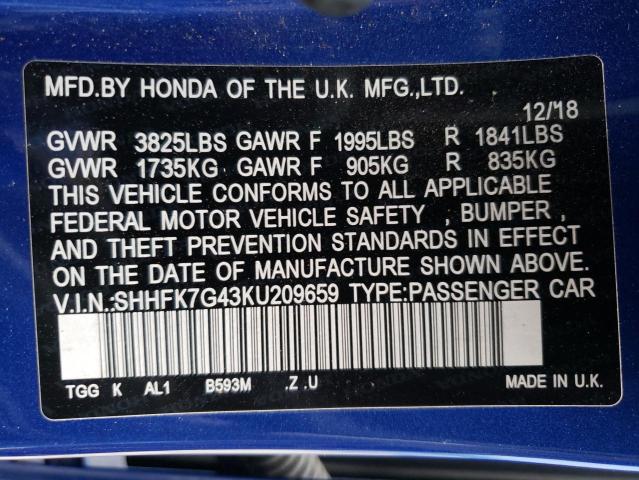 MFD.BY HONDA OF THE U.K. MFG.,LTD.
12/18
GVWR 3825LBS GAWR F 1995LBS R 1841LBS
GVWR 1735KG GAWR F 905KG R 835KG
THIS VEHICLE CONFORMS TO ALL APPLICABLE
FEDERAL MOTOR VEHICLE SAFETY , BUMPER ,
AND THEFT PREVENTION STANDARDS IN EFFECT
ON THE DATE OF MANUFACTURE SHOWN ABOVE.
V.I.N.:SHHFK7G43KU209659 TYPE:PASSENGER CAR
TGG K AL1 B593M .Z .U MADE IN U.K.